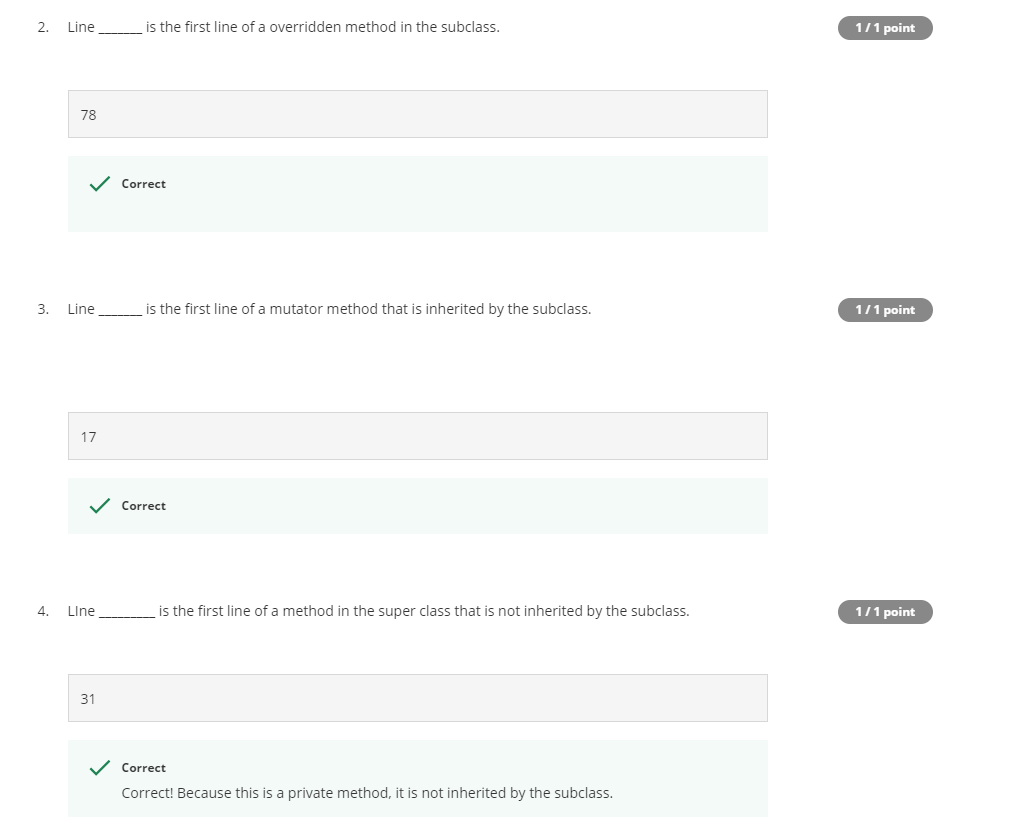 2. Line _______ is the first line of a overridden method in the subclass.
1 / 1 point
78
Correct
3. Line _______ is the first line of a mutator method that is inherited by the subclass.
1 / 1 point
17
Correct
4. LIne _________ is the first line of a method in the super class that is not inherited by the subclass.
1 / 1 point
31
Correct
Correct! Because this is a private method, it is not inherited by the subclass.